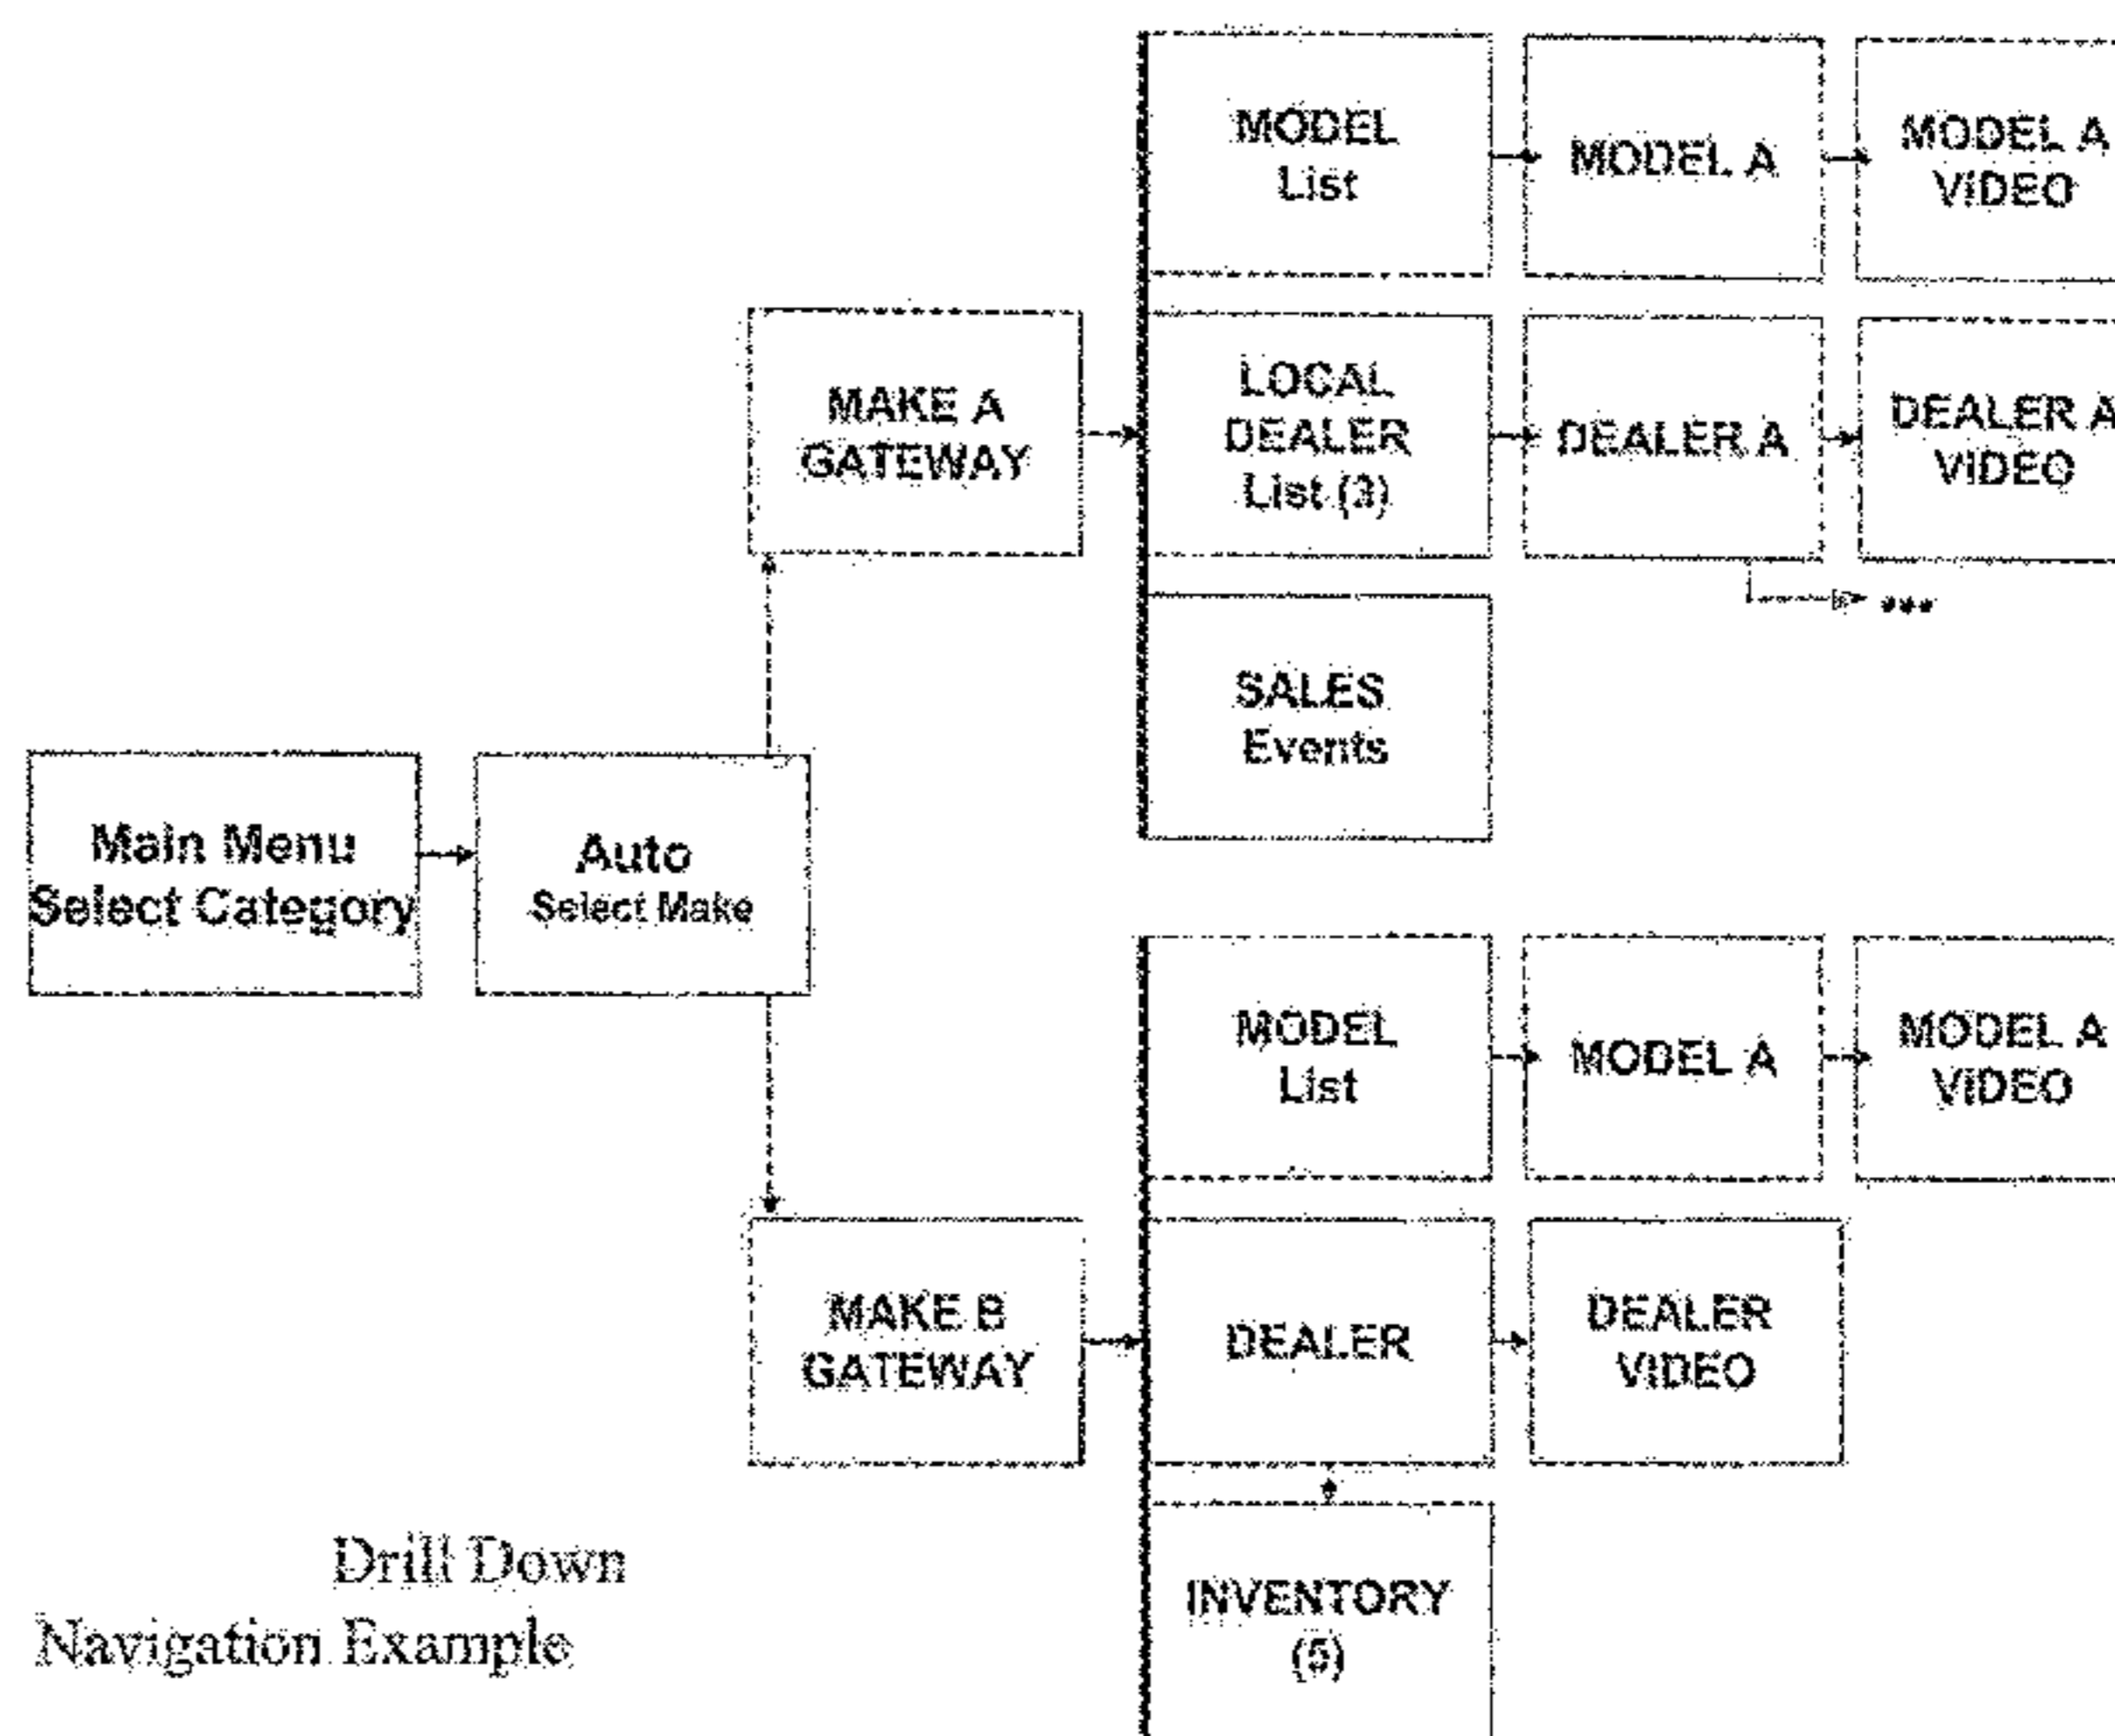 MODEL
List
MODEL A
MODEL A
VIDEO
MAKE A
GATEWAY
LOCAL
DEALER
List (3)
DEALER A
DEALER A
VIDEO
SALES
Events
Main Menu
Select Category
Auto
Select Make
MODEL
List
MODEL A
MODEL A
VIDEO
MAKE B
GATEWAY
DEALER
DEALER
VIDEO
INVENTORY
(5)
Drill Down
Navigation Example